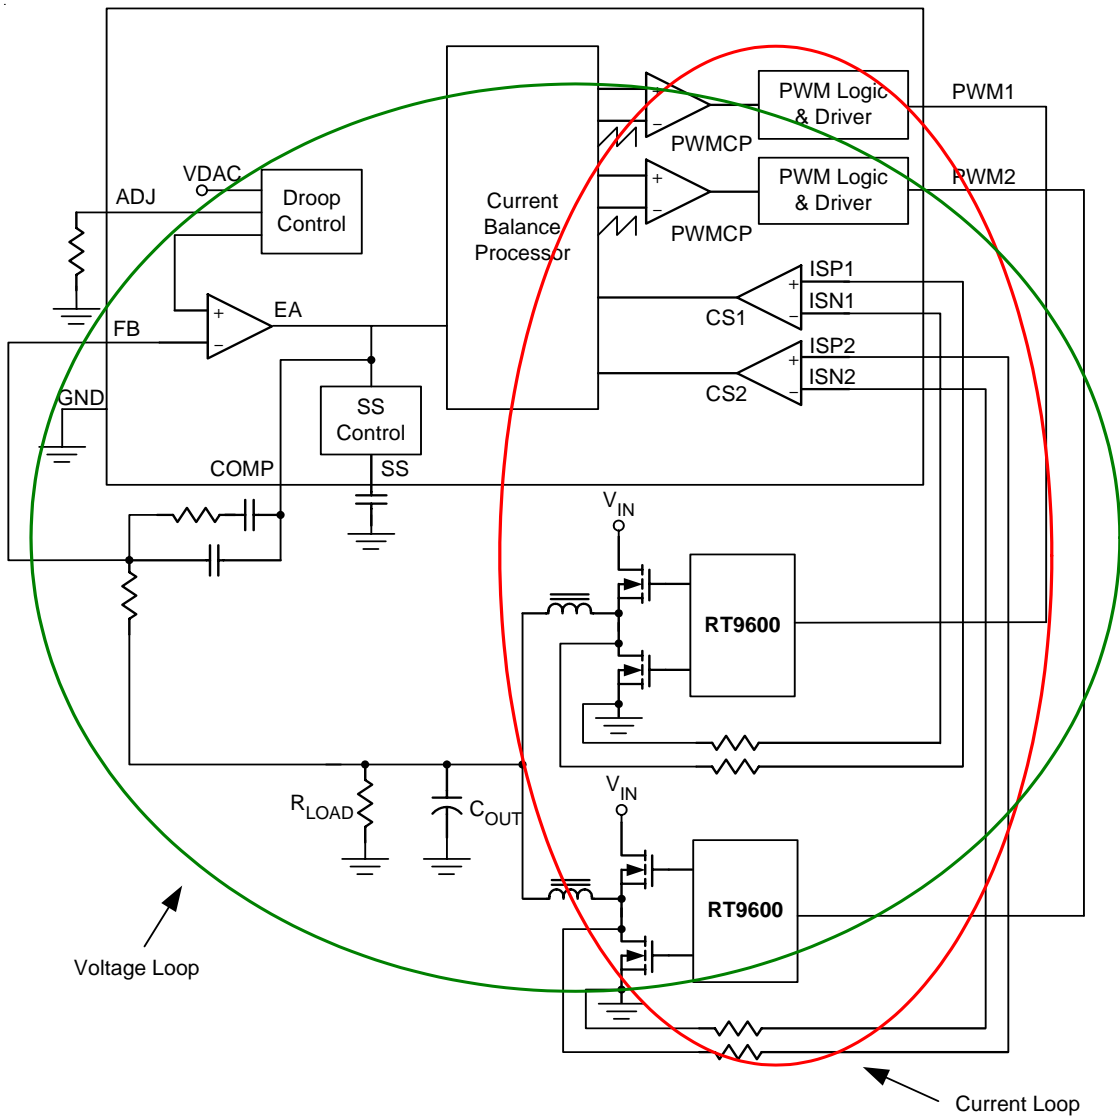 PWM Logic
& Driver
PWM1
+
−
PWMCP
VDAC
ADJ
Droop
Control
Current
Balance
Processor
+
−
PWMCP
PWM Logic
& Driver
PWM2
ISP1
ISN1
+
−
CS1
ISP2
ISN2
+
−
CS2
FB
+
−
EA
GND
SS
Control
COMP
SS
VIN
RT9600
VIN
RLOAD
COUT
RT9600
Voltage Loop
Current Loop